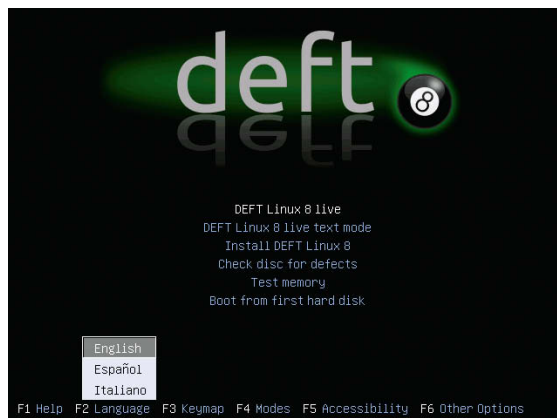 deft 8
DEFT Linux 8 live
DEFT Linux 8 live text mode
Install DEFT Linux 8
Check disc for defects
Test memory
Boot from first hard disk
English
Español
Italiano
F1 Help F2 Language F3 Keymap F4 Modes F5 Accessibility F6 Other Options